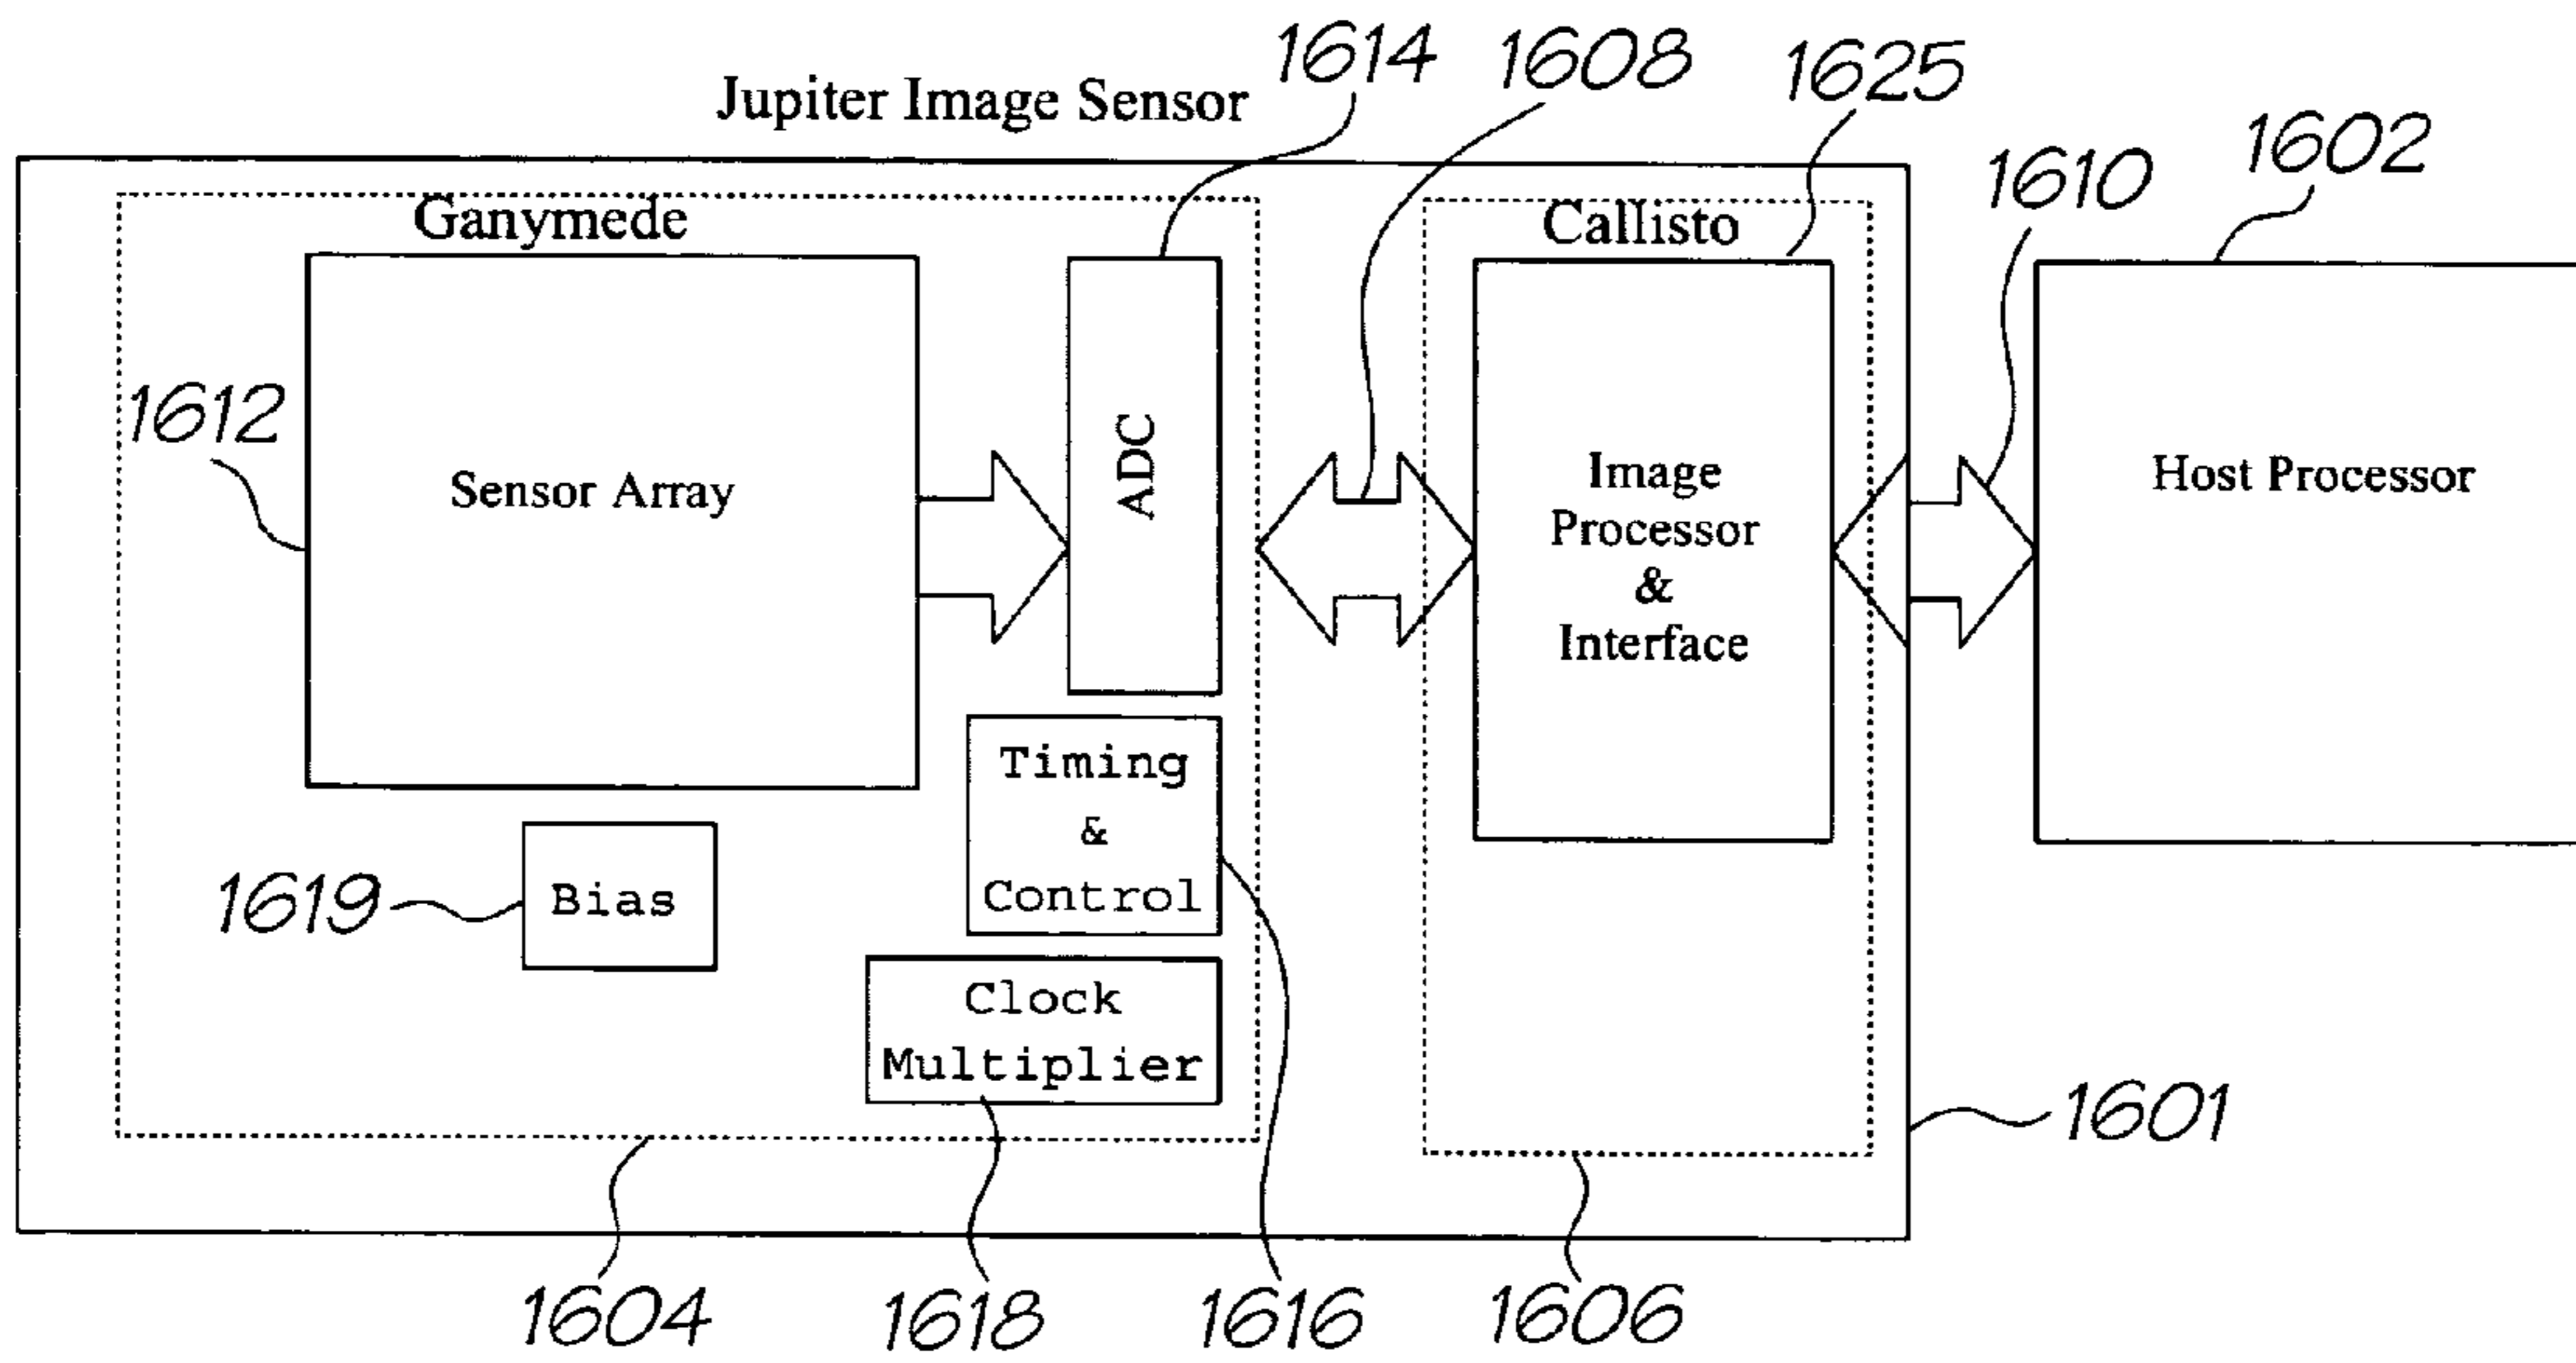 1614
1608
1625
Jupiter Image Sensor
1602
1610
Ganymede
Callisto
1612
Sensor Array
ADC
Image
Processor
&
Interface
Host Processor
Timing
&
Control
1619
Bias
Clock
Multiplier
1601
1604
1618
1616
1606